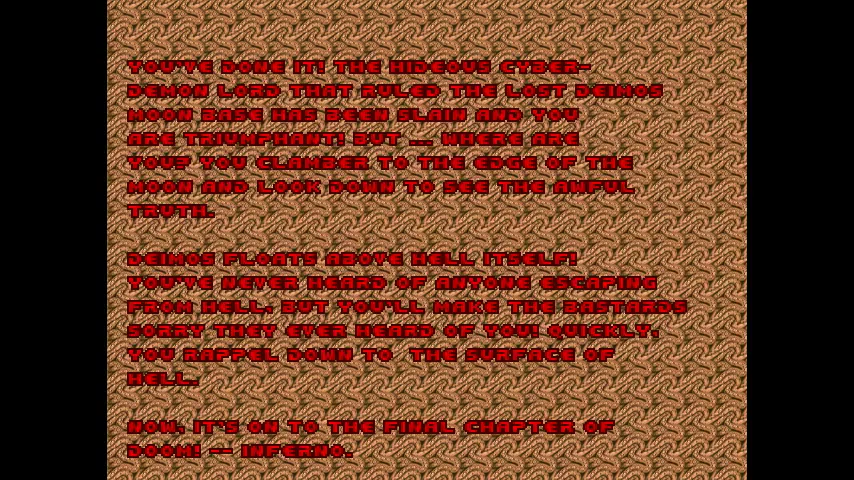 YOU'VE DONE IT! THE HIDEOUS CYBER-
DEMON LORD THAT RULED THE LOST DEIMOS
MOON BASE HAS BEEN SLAIN AND YOU
ARE TRIUMPHANT! BUT ... WHERE ARE
YOU? YOU CLAMBER TO THE EDGE OF THE
MOON AND LOOK DOWN TO SEE THE AWFUL
TRUTH.

DEIMOS FLOATS ABOVE HELL ITSELF!
YOU'VE NEVER HEARD OF ANYONE ESCAPING
FROM HELL, BUT YOU'LL MAKE THE BASTARDS
SORRY THEY EVER HEARD OF YOU! QUICKLY,
YOU RAPPEL DOWN TO  THE SURFACE OF
HELL.

NOW, IT'S ON TO THE FINAL CHAPTER OF
DOOM! -- INFERNO.